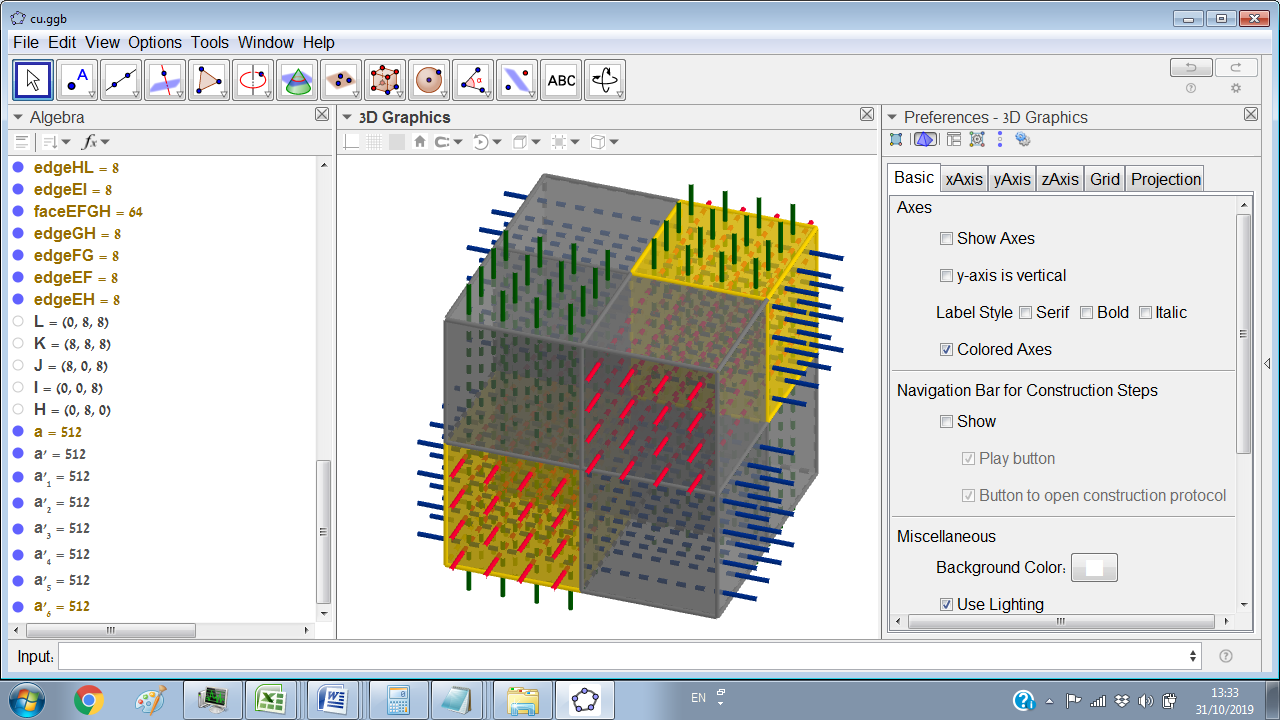 cu.ggb
File Edit View Options Tools Window Help
A
α
ABC
Algebra
3D Graphics
Preferences - 3D Graphics
fx
Basic xAxis yAxis zAxis Grid Projection
edgeHL = 8
edgeEI = 8
faceEFGH = 64
edgeGH = 8
edgeFG = 8
edgeEF = 8
edgeEH = 8
L = (0, 8, 8)
K = (8, 8, 8)
J = (8, 0, 8)
I = (0, 0, 8)
H = (0, 8, 0)
a = 512
a′ = 512
a′₁ = 512
a′₂ = 512
a′₃ = 512
a′₄ = 512
a′₅ = 512
a′₆ = 512
Axes
Show Axes
y-axis is vertical
Label Style Serif Bold Italic
Colored Axes
Navigation Bar for Construction Steps
Show
Play button
Button to open construction protocol
Miscellaneous
Background Color:
Use Lighting
Input:
EN
13:33
31/10/2019